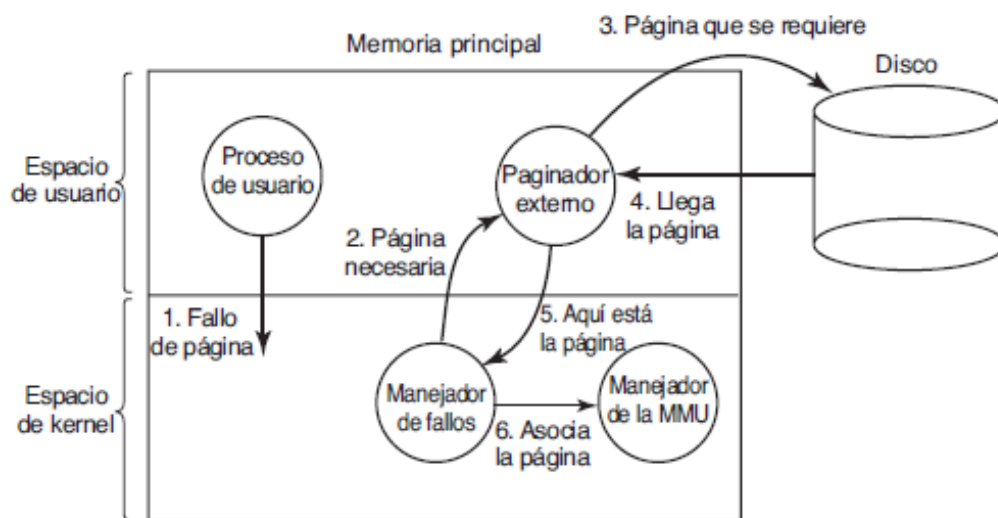 3. Página que se requiere
Memoria principal
Disco
Espacio
de usuario
Proceso
de usuario
Paginador
externo
4. Llega
la página
2. Página
necesaria
1. Fallo
de página
5. Aquí está
la página
Espacio
de kernel
Manejador
de fallos
Manejador
de la MMU
6. Asocia
la página